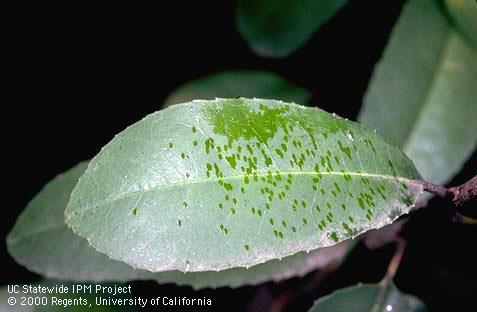 UC Statewide IPM Project
© 2000 Regents, University of California